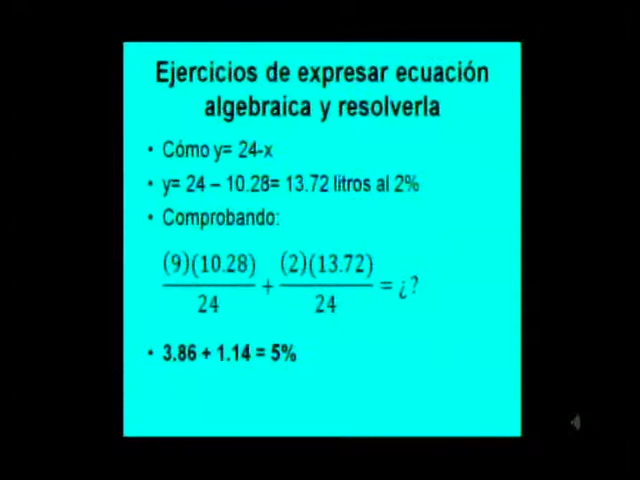 Ejercicios de expresar ecuación
algebraica y resolverla
• Cómo y= 24-x
• y= 24 – 10.28= 13.72 litros al 2%
• Comprobando:
(9)(10.28)/24 + (2)(13.72)/24 = ¿?
• 3.86 + 1.14 = 5%